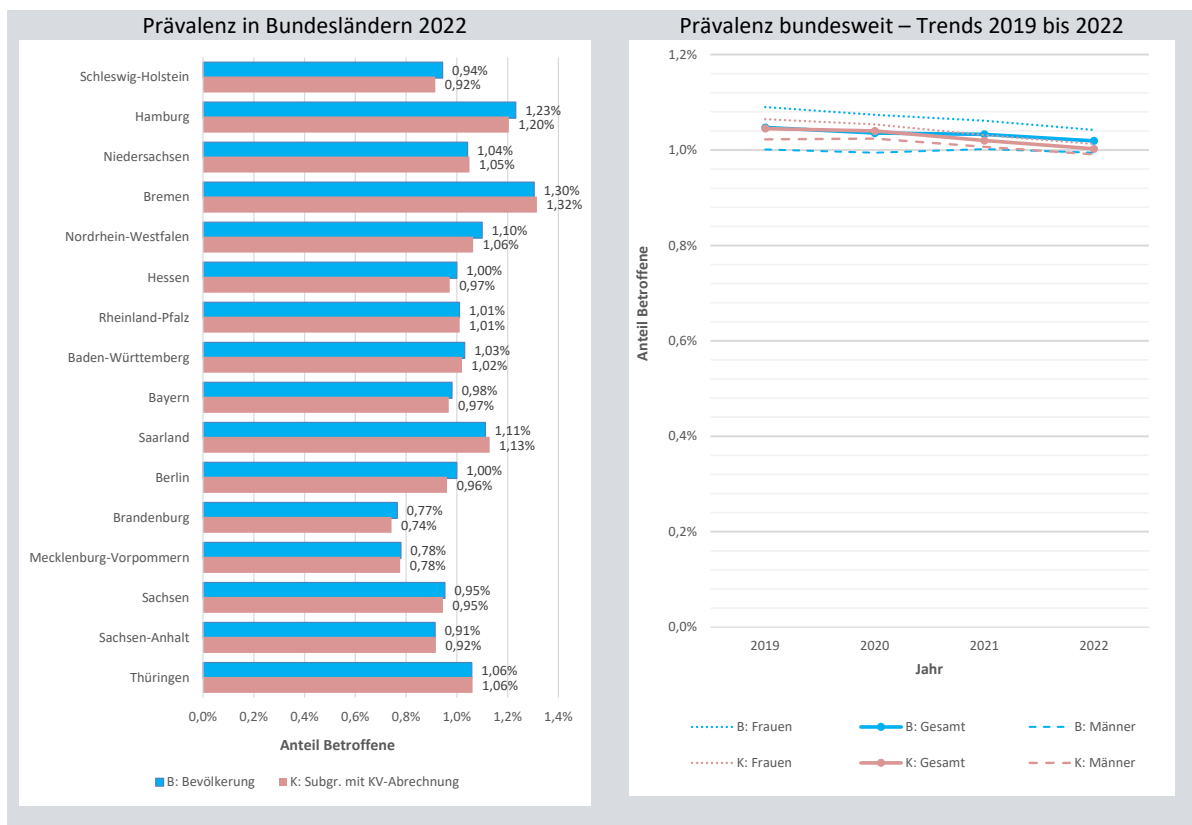 Prävalenz in Bundesländern 2022
Schleswig-Holstein
0,94%
0,92%
Hamburg
1,23%
1,20%
Niedersachsen
1,04%
1,05%
Bremen
1,30%
1,32%
Nordrhein-Westfalen
1,10%
1,06%
Hessen
1,00%
0,97%
Rheinland-Pfalz
1,01%
1,01%
Baden-Württemberg
1,03%
1,02%
Bayern
0,98%
0,97%
Saarland
1,11%
1,13%
Berlin
1,00%
0,96%
Brandenburg
0,77%
0,74%
Mecklenburg-Vorpommern
0,78%
0,78%
Sachsen
0,95%
0,95%
Sachsen-Anhalt
0,91%
0,92%
Thüringen
1,06%
1,06%
0,0% 0,2% 0,4% 0,6% 0,8% 1,0% 1,2% 1,4%
Anteil Betroffene
B: Bevölkerung K: Subgr. mit KV-Abrechnung
Prävalenz bundesweit – Trends 2019 bis 2022
1,2%
1,0%
0,8%
0,6%
0,4%
0,2%
0,0%
Anteil Betroffene
2019 2020 2021 2022
Jahr
B: Frauen B: Gesamt B: Männer
K: Frauen K: Gesamt K: Männer